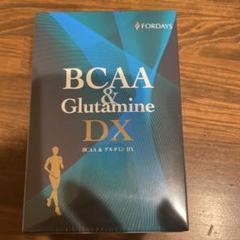 FORDAYS
BCAA
&
Glutamine
DX
BCAA & グルタミン DX